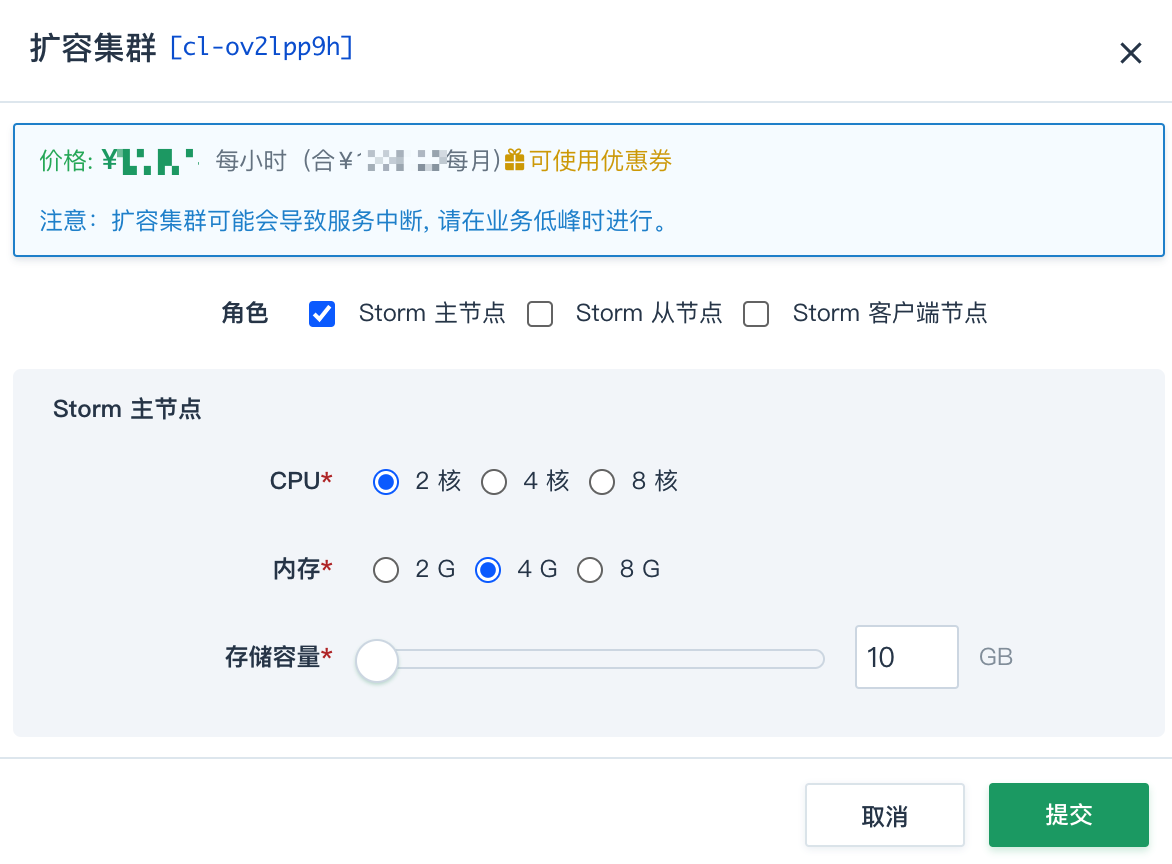 扩容集群 [cl-ov2lpp9h]
价格: ¥ 每小时（合¥ 每月）可使用优惠券
注意：扩容集群可能会导致服务中断, 请在业务低峰时进行。
角色 Storm 主节点 Storm 从节点 Storm 客户端节点
Storm 主节点
CPU* 2 核 4 核 8 核
内存* 2 G 4 G 8 G
存储容量* 10 GB
取消 提交